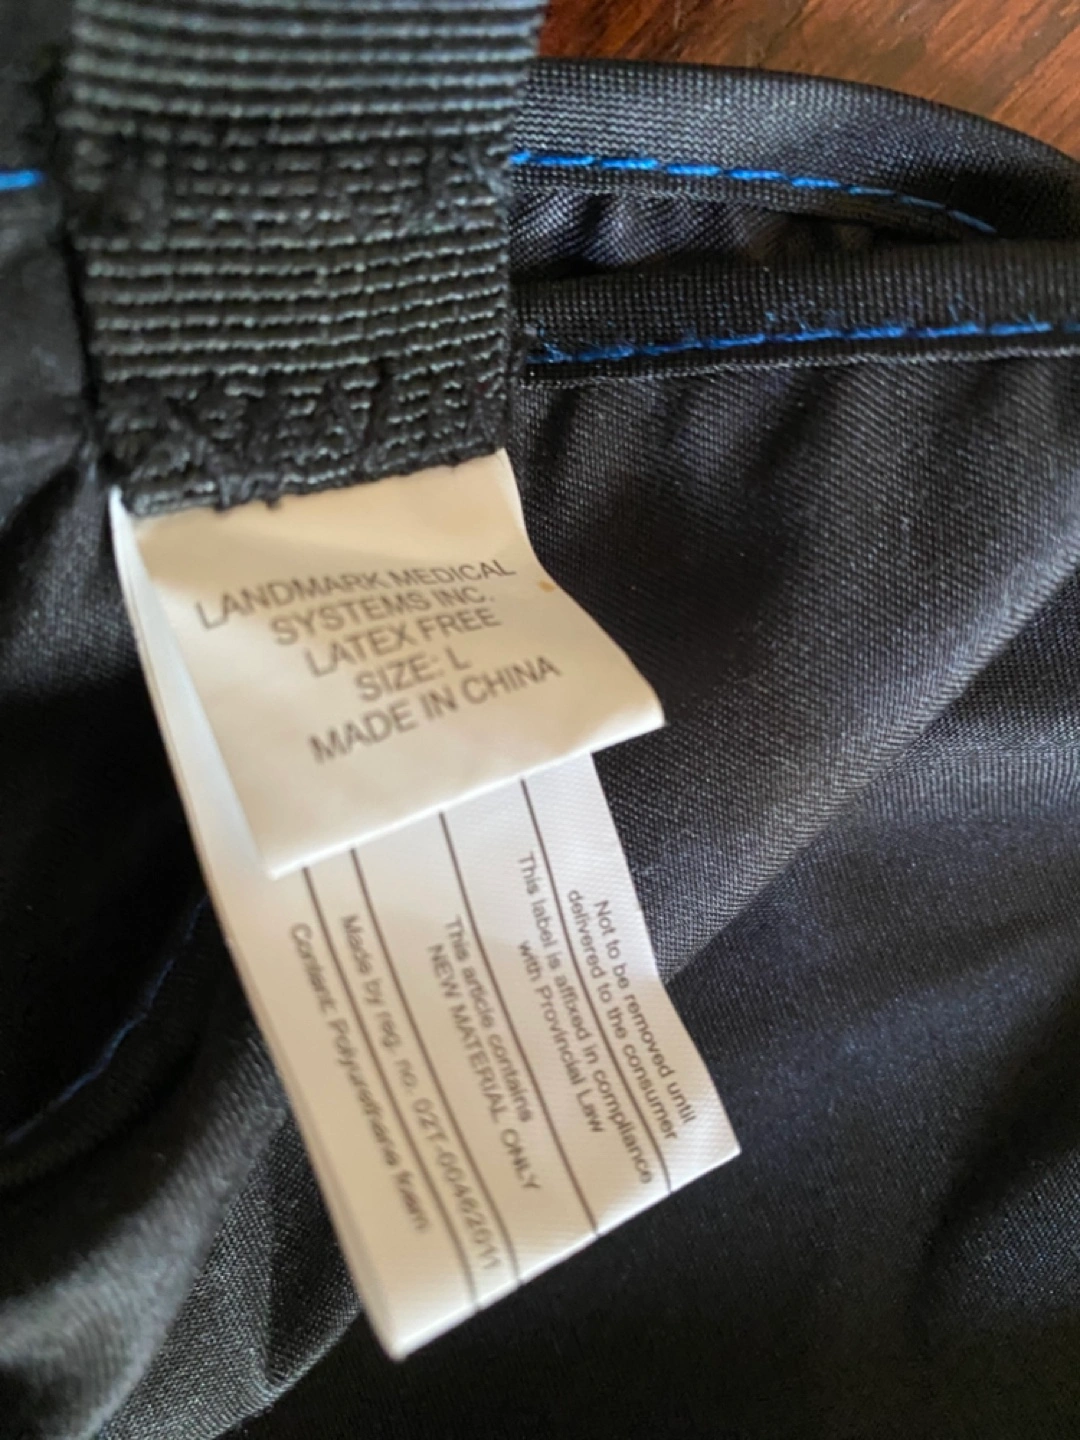 LANDMARK MEDICAL
SYSTEMS INC.
LATEX FREE
SIZE: L
MADE IN CHINA
Not to be removed until
delivered to the consumer
This label is affixed in compliance
with Provincial Law
This article contains
NEW MATERIAL ONLY
Made by reg. no. 02T-00462611
Content: Polyurethane foam